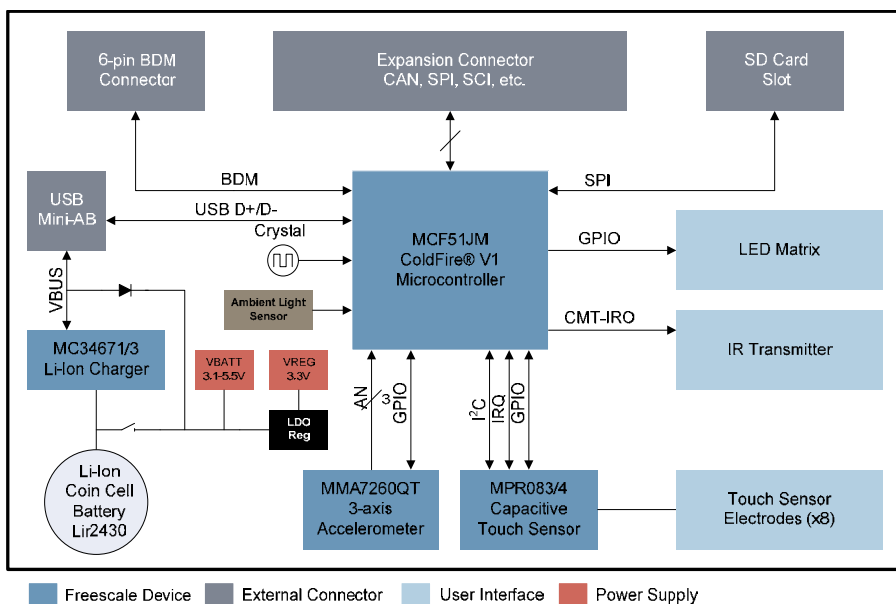 6-pin BDM
Connector
Expansion Connector
CAN, SPI, SCI, etc.
SD Card
Slot
BDM
SPI
USB
Mini-AB
USB D+/D-
Crystal
MCF51JM
ColdFire® V1
Microcontroller
GPIO
LED Matrix
VBUS
Ambient Light
Sensor
CMT-IRO
IR Transmitter
MC34671/3
Li-Ion Charger
VBATT
3.1-5.5V
VREG
3.3V
AN
3
GPIO
I²C
IRQ
GPIO
LDO
Reg
Li-Ion
Coin Cell
Battery
Lir2430
MMA7260QT
3-axis
Accelerometer
MPR083/4
Capacitive
Touch Sensor
Touch Sensor
Electrodes (x8)
Freescale Device
External Connector
User Interface
Power Supply